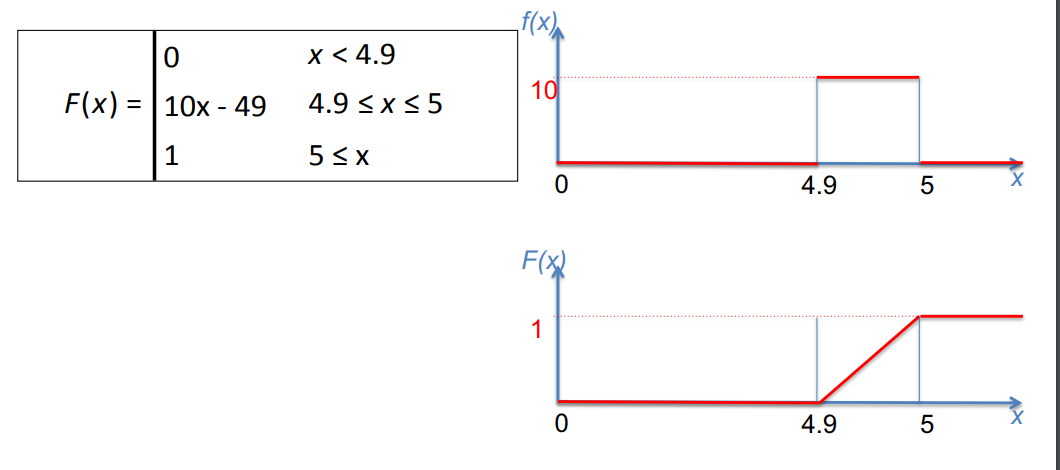 0 x < 4.9
F(x) = 10x - 49 4.9 ≤ x ≤ 5
1 5 ≤ x
f(x)
10
0 4.9 5 x
F(x)
1
0 4.9 5 x